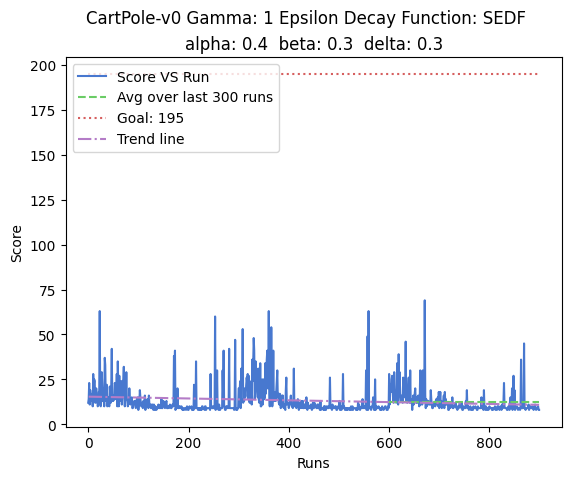 CartPole-v0 Gamma: 1 Epsilon Decay Function: SEDF
alpha: 0.4 beta: 0.3 delta: 0.3
200
175
150
125
100
75
50
25
0
Score
Score VS Run
Avg over last 300 runs
Goal: 195
Trend line
0 200 400 600 800
Runs